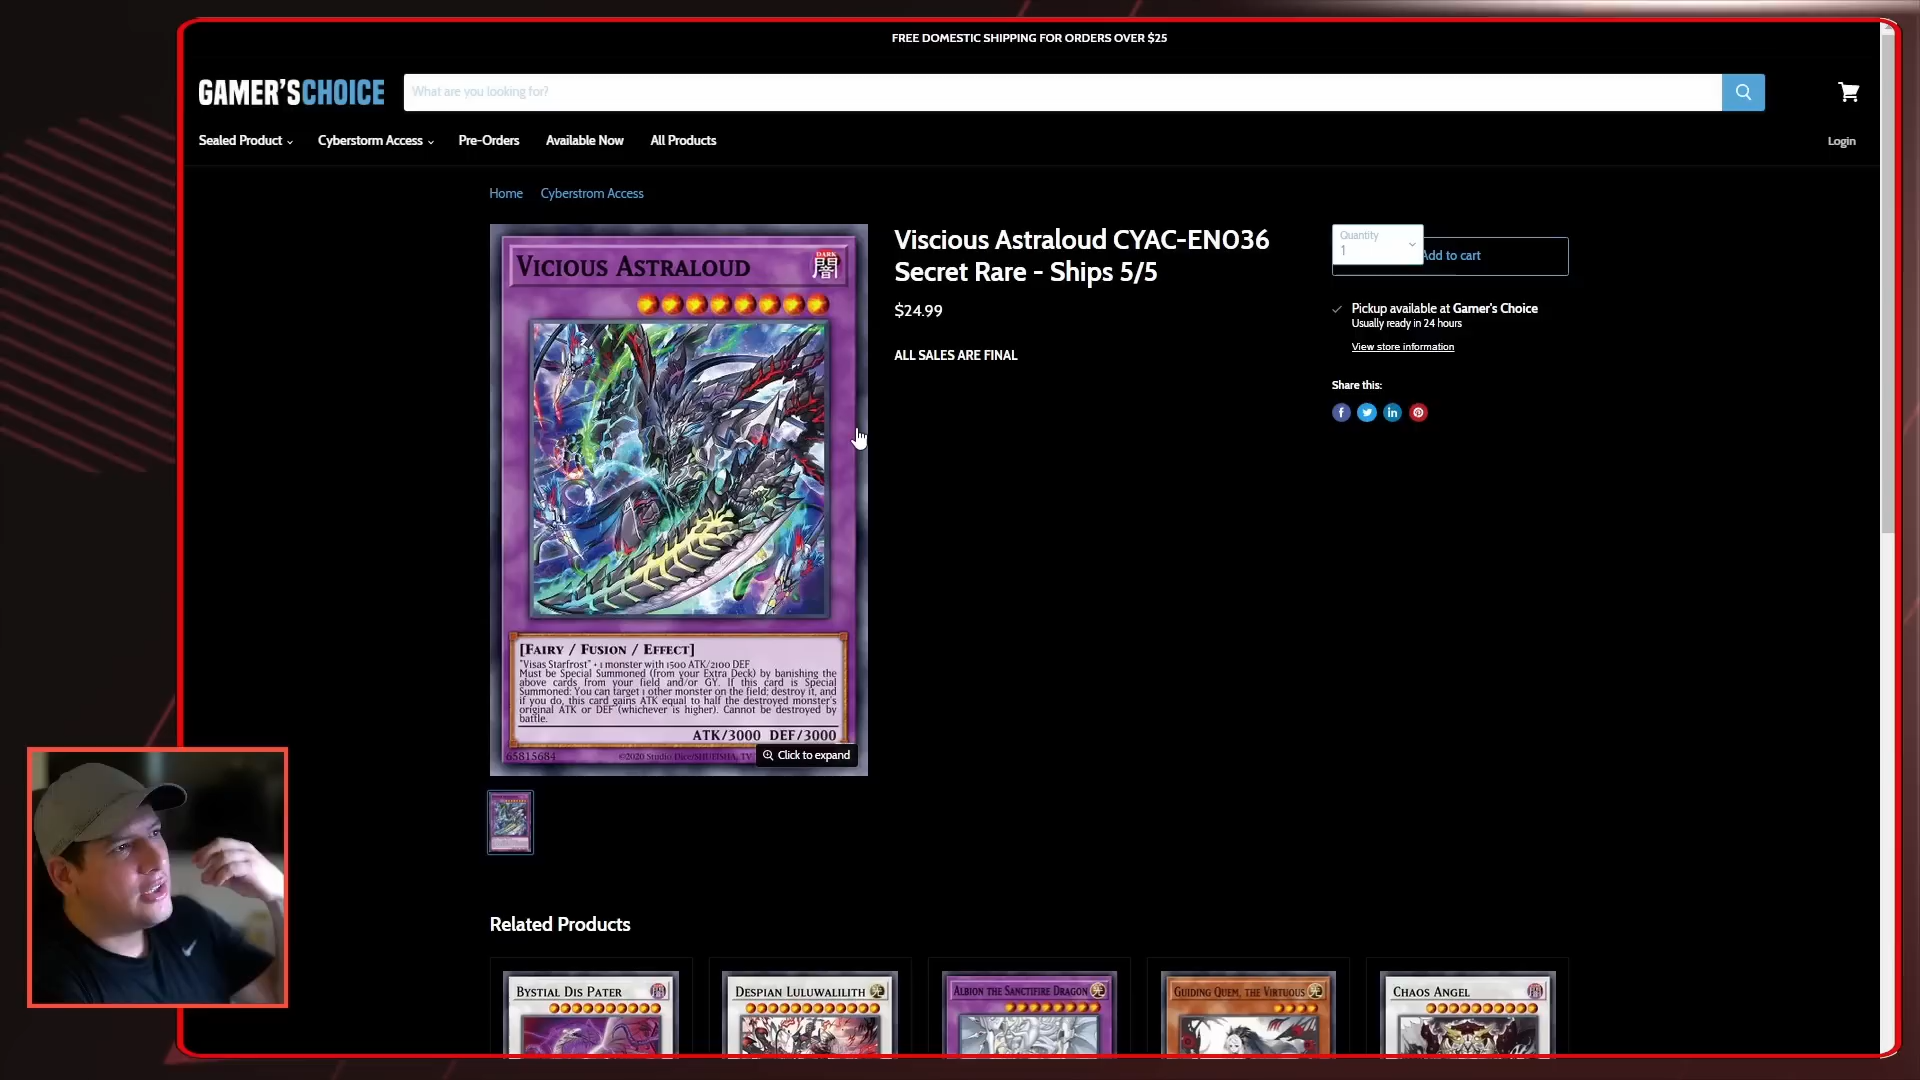 FREE DOMESTIC SHIPPING FOR ORDERS OVER $25
GAMER'SCHOICE
What are you looking for?
Sealed Product
Cyberstorm Access
Pre-Orders
Available Now
All Products
Login
Home
Cyberstrom Access
VICIOUS ASTRALOUD
DARK
闇
[FAIRY / FUSION / EFFECT]
"Visas Starfrost" + 1 monster with 1500 ATK/2100 DEF
Must be Special Summoned (from your Extra Deck) by banishing the
above cards from your field and/or GY. If this card is Special
Summoned: You can target 1 other monster on the field; destroy it, and
if you do, this card gains ATK equal to half the destroyed monster's
original ATK or DEF (whichever is higher). Cannot be destroyed by
battle.
ATK/3000 DEF/3000
65815684
©2020 Studio Dice/SHUEISHA, TV
Click to expand
Viscious Astraloud CYAC-EN036
Secret Rare - Ships 5/5
$24.99
ALL SALES ARE FINAL
Quantity
1
Add to cart
Pickup available at Gamer's Choice
Usually ready in 24 hours
View store information
Share this:
Related Products
BYSTIAL DIS PATER
DESPIAN LULUWALILITH
ALBION THE SANCTIFIRE DRAGON
GUIDING QUEM, THE VIRTUOUS
CHAOS ANGEL